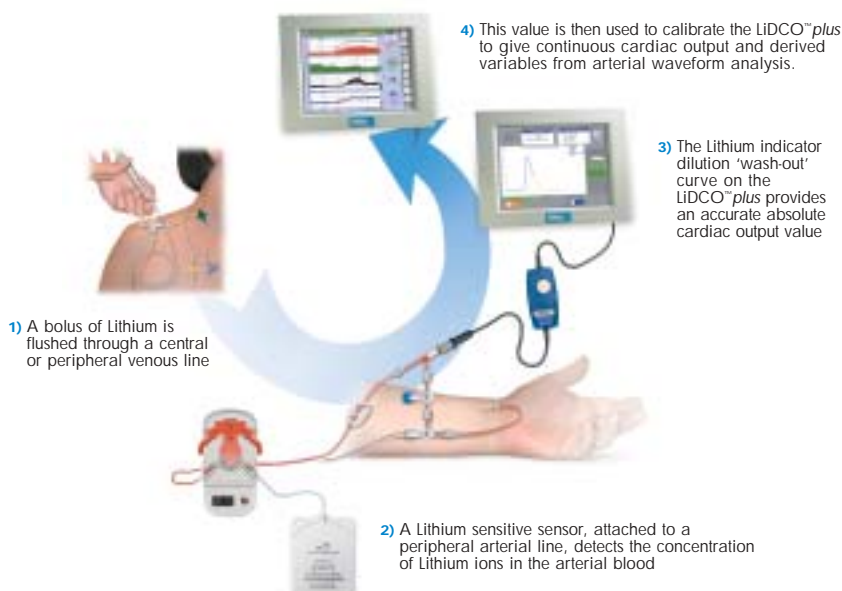 4) This value is then used to calibrate the LiDCO™plus
to give continuous cardiac output and derived
variables from arterial waveform analysis.
3) The Lithium indicator
dilution ‘wash-out’
curve on the
LiDCO™plus provides
an accurate absolute
cardiac output value
1) A bolus of Lithium is
flushed through a central
or peripheral venous line
2) A Lithium sensitive sensor, attached to a
peripheral arterial line, detects the concentration
of Lithium ions in the arterial blood